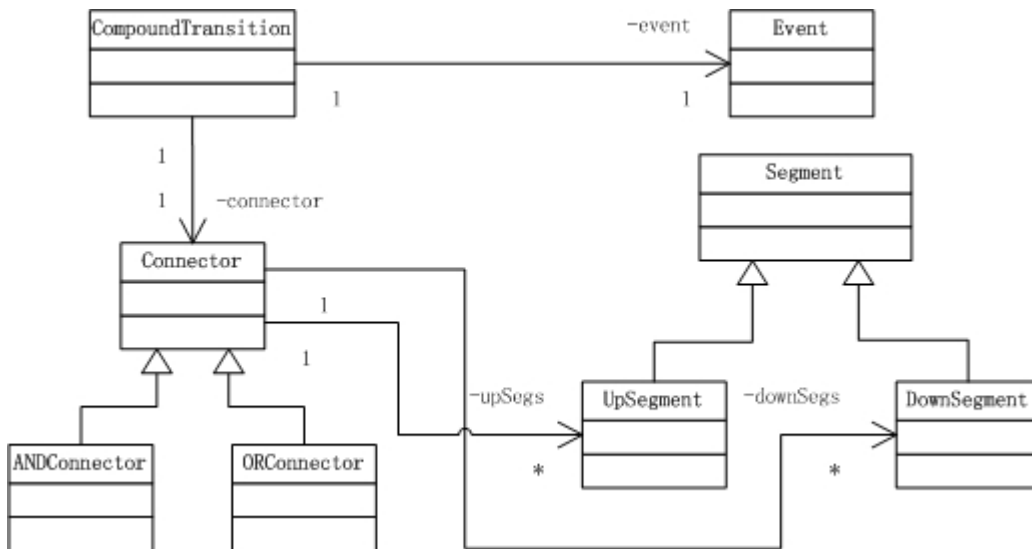 CompoundTransition
-event
Event
1
1
1
1
-connector
Segment
Connector
1
1
-upSegs
UpSegment
-downSegs
DownSegment
ANDConnector
ORConnector
*
*